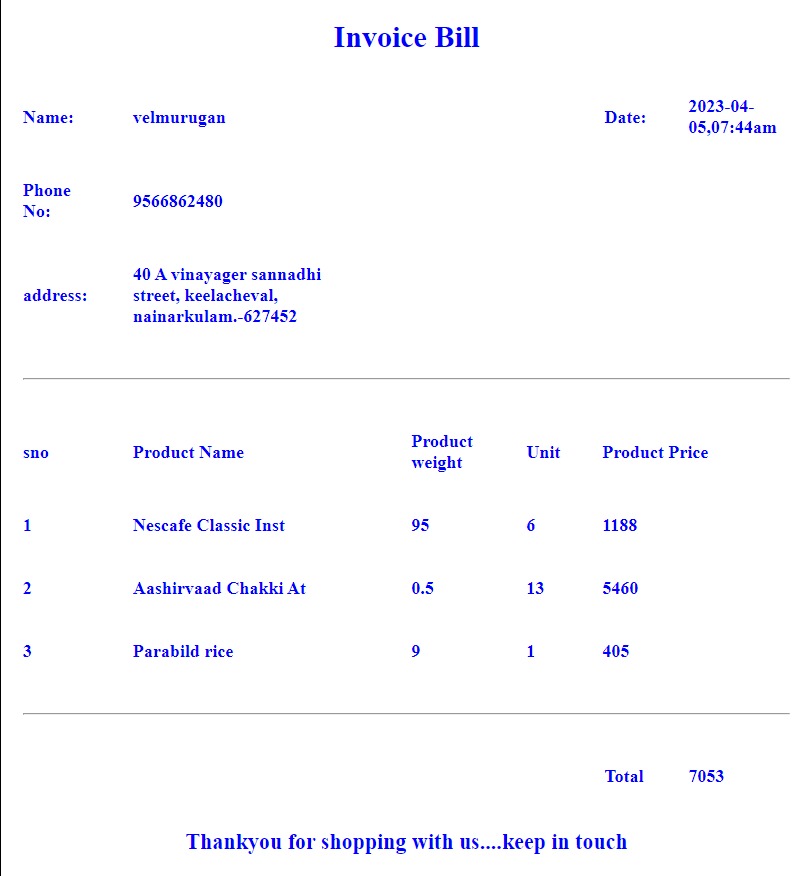 Invoice Bill
Name: velmurugan Date: 2023-04-
05,07:44am
Phone
No: 9566862480
address: 40 A vinayager sannadhi
street, keelacheval,
nainarkulam.-627452
sno Product Name Product
weight Unit Product Price
1 Nescafe Classic Inst 95 6 1188
2 Aashirvaad Chakki At 0.5 13 5460
3 Parabild rice 9 1 405
Total 7053
Thankyou for shopping with us....keep in touch